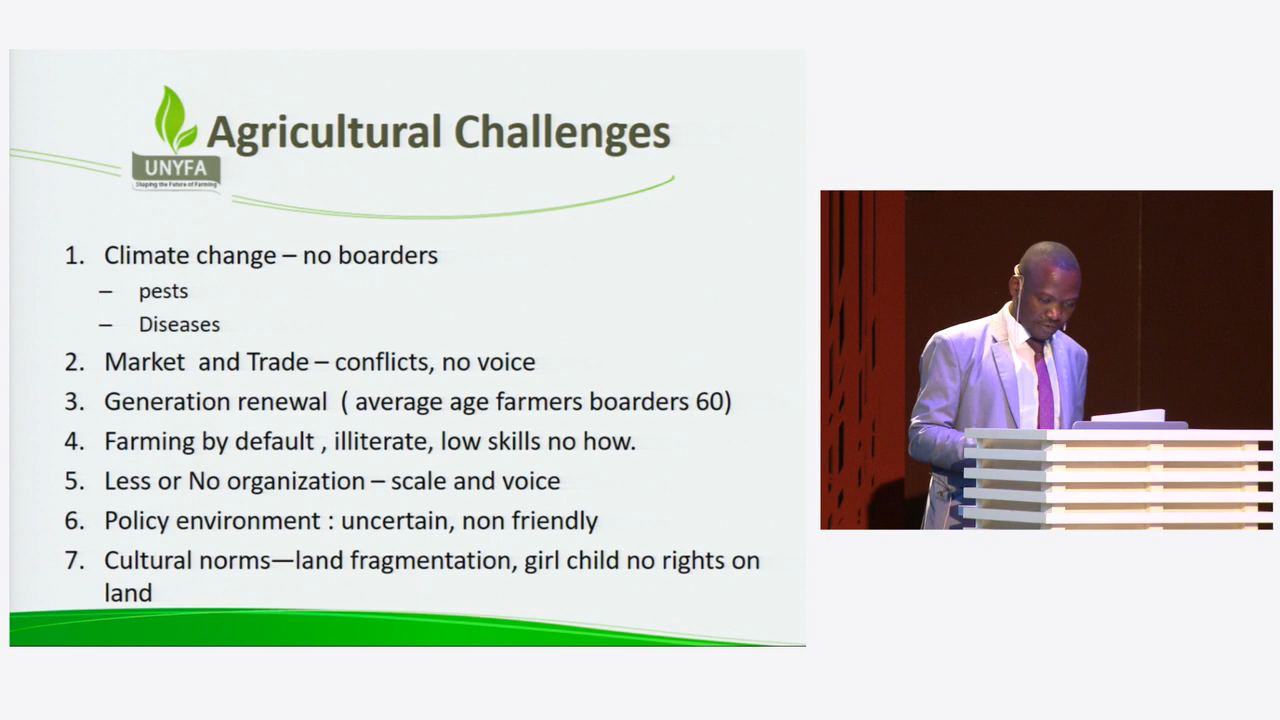 Agricultural Challenges
UNYFA
Shaping the Future of Farming
1. Climate change – no boarders
– pests
– Diseases
2. Market and Trade – conflicts, no voice
3. Generation renewal ( average age farmers boarders 60)
4. Farming by default , illiterate, low skills no how.
5. Less or No organization – scale and voice
6. Policy environment : uncertain, non friendly
7. Cultural norms—land fragmentation, girl child no rights on
land